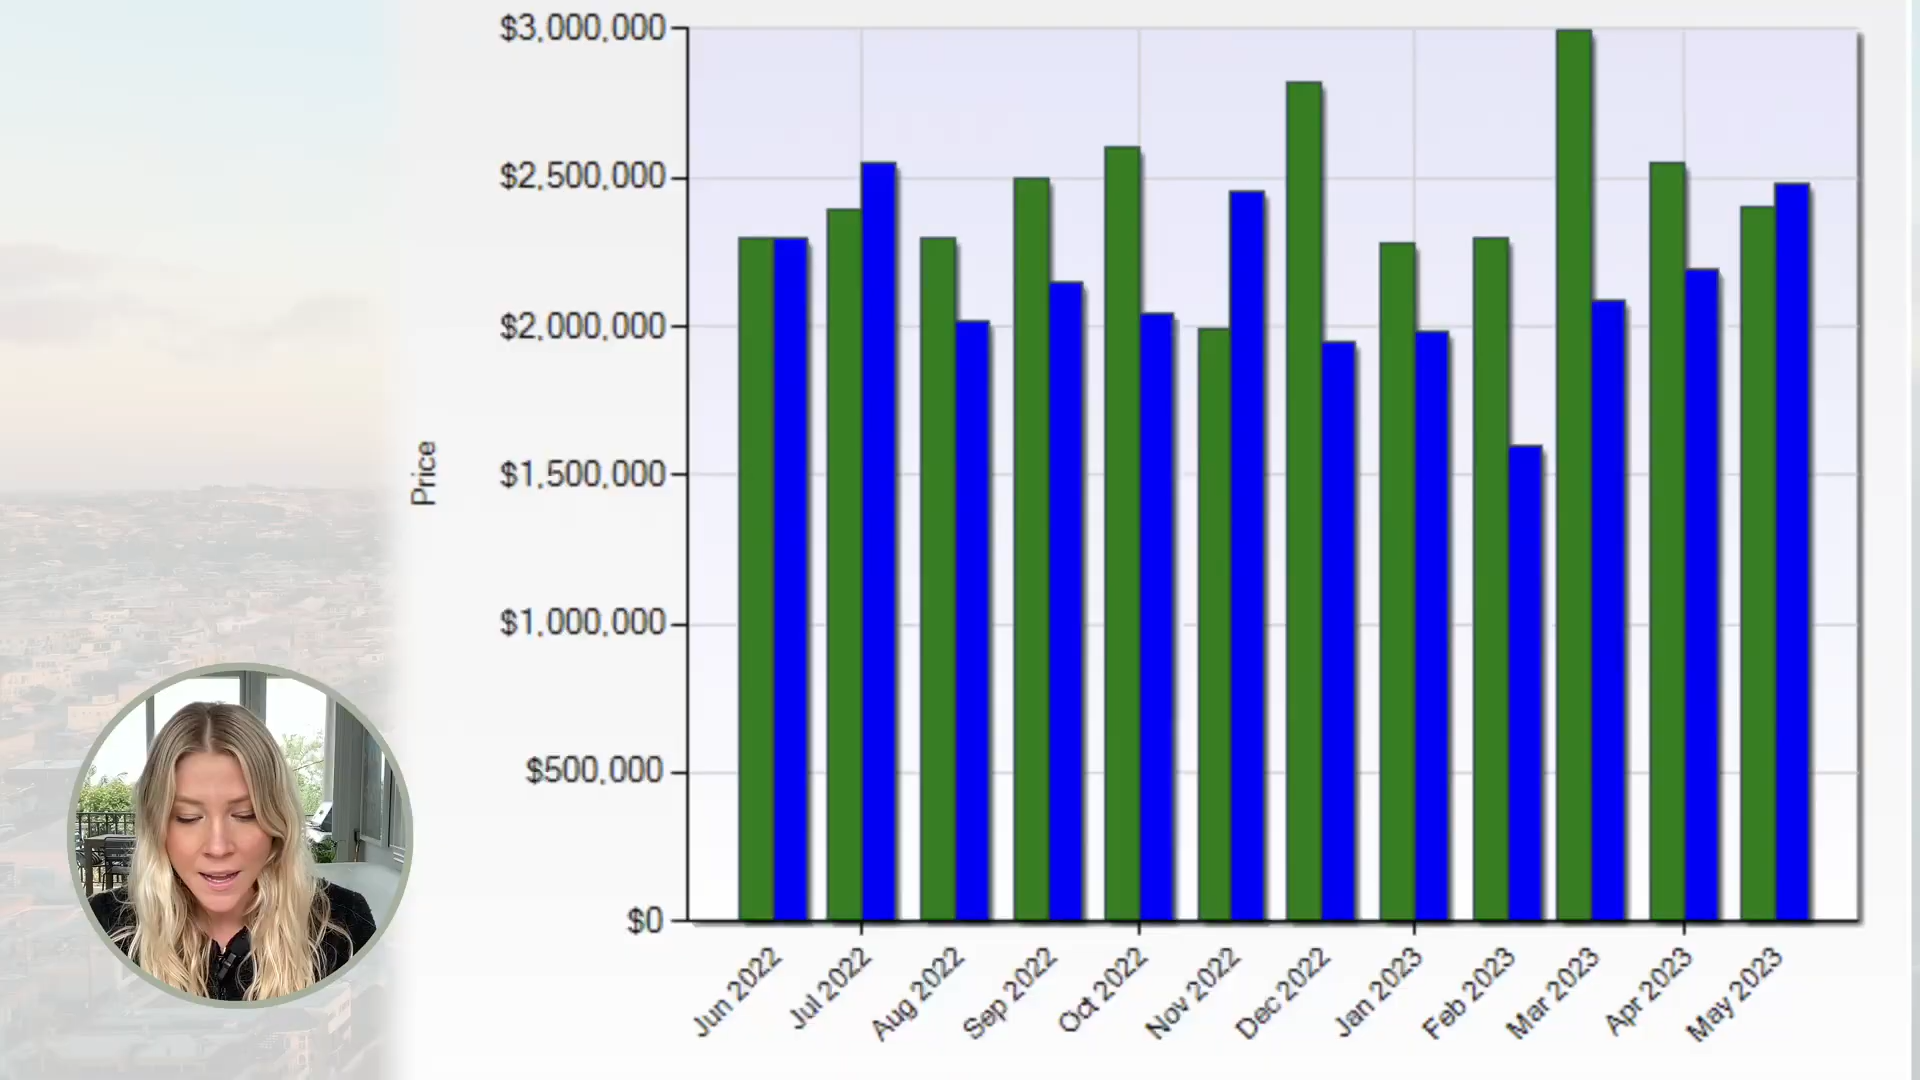 $3,000,000
$2,500,000
$2,000,000
$1,500,000
$1,000,000
$500,000
$0
Price
Jun 2022
Jul 2022
Aug 2022
Sep 2022
Oct 2022
Nov 2022
Dec 2022
Jan 2023
Feb 2023
Mar 2023
Apr 2023
May 2023